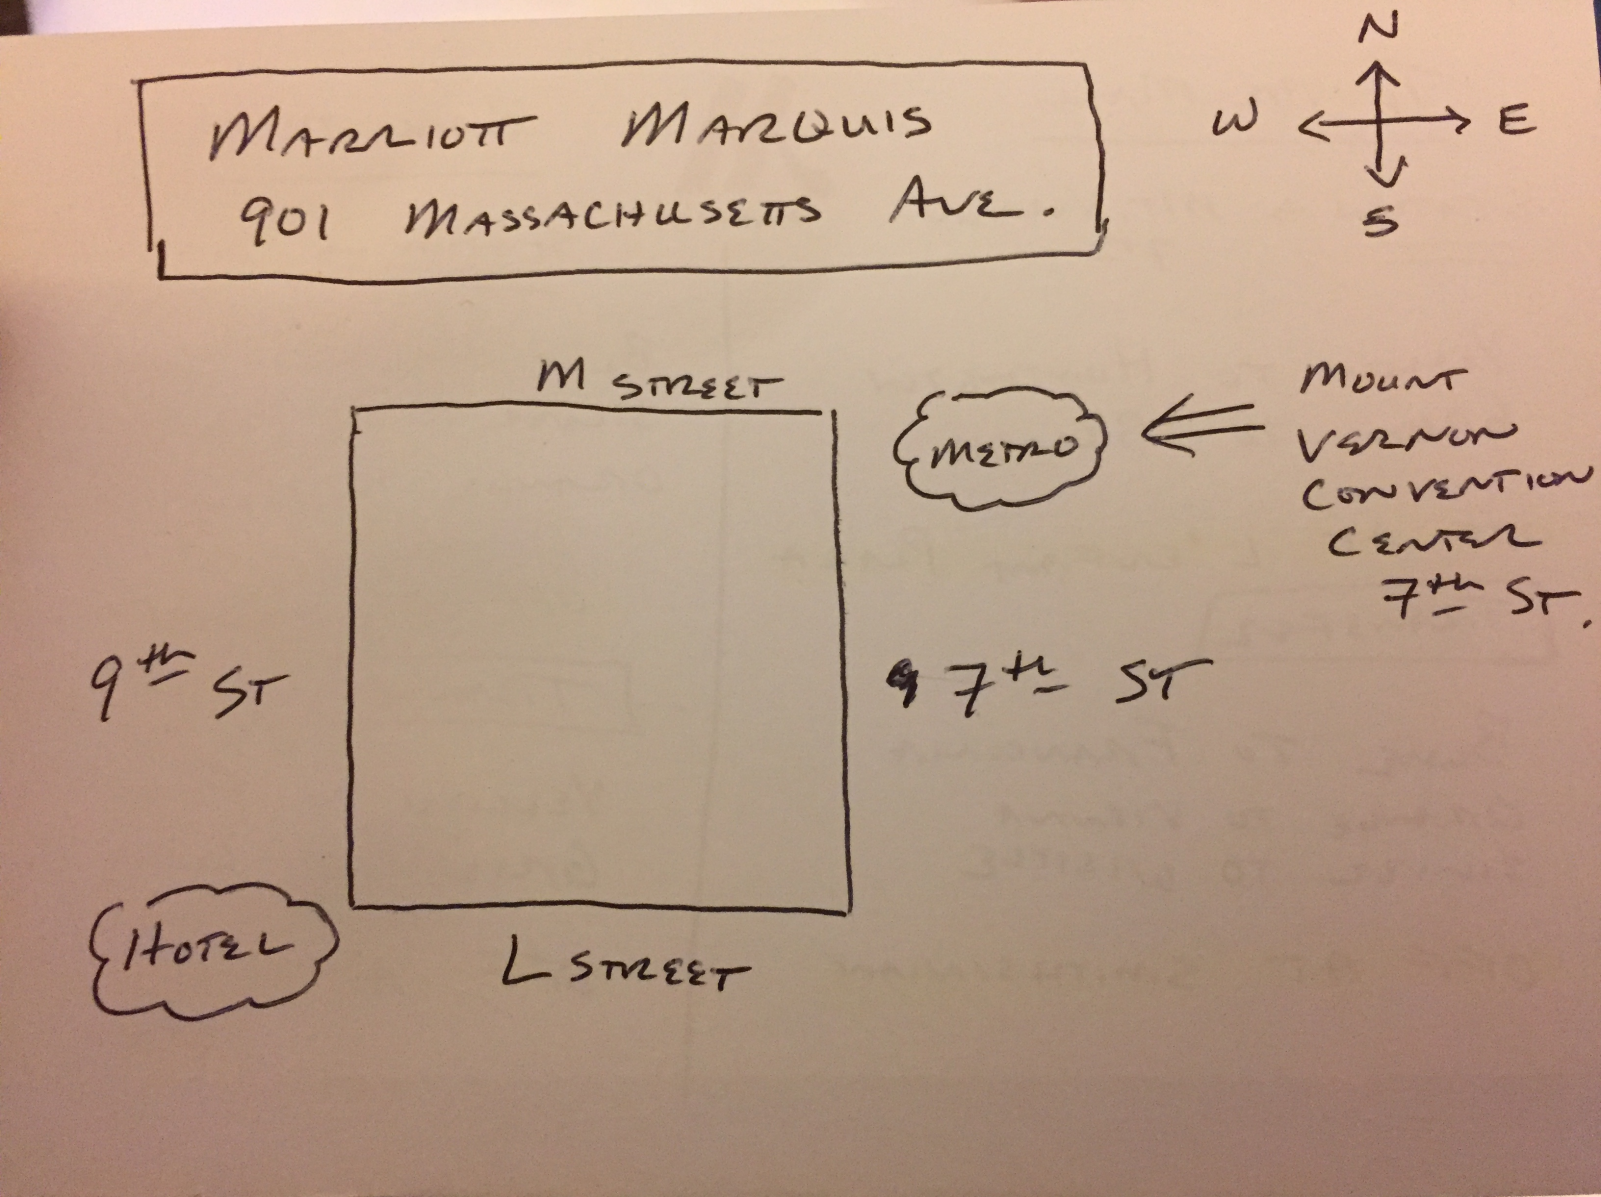 MARRIOTT MARQUIS
901 MASSACHUSETTS AVE.
N
W E
S
M STREET
METRO
MOUNT
VERNON
CONVENTION
CENTER
7th ST.
9th ST
7th ST
HOTEL
L STREET